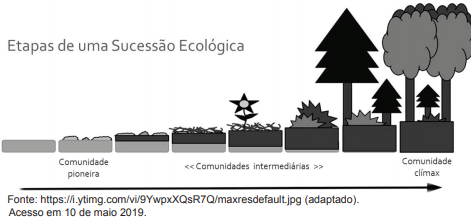 Etapas de uma Sucessão Ecológica
Comunidade
pioneira
<< Comunidades intermediárias >>
Comunidade
clímax
Fonte: https://i.ytimg.com/vi/9YwpxXQsR7Q/maxresdefault.jpg (adaptado).
Acesso em 10 de maio 2019.